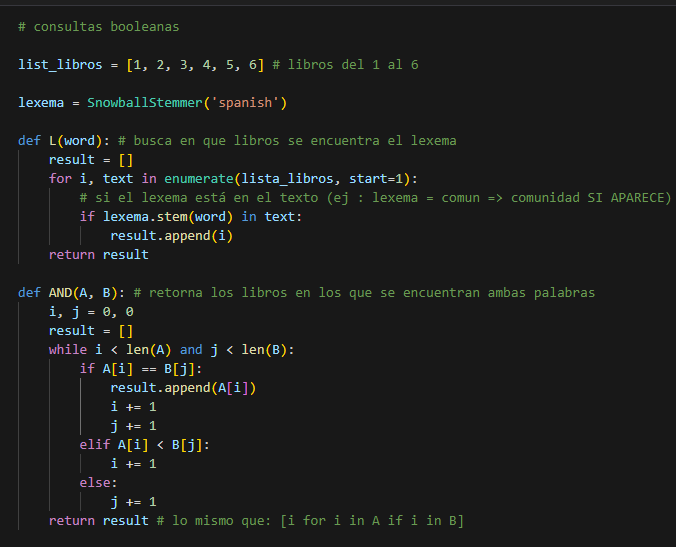 # consultas booleanas
list_libros = [1, 2, 3, 4, 5, 6] # libros del 1 al 6
lexema = SnowballStemmer('spanish')
def L(word): # busca en que libros se encuentra el lexema
    result = []
    for i, text in enumerate(lista_libros, start=1):
        # si el lexema está en el texto (ej : lexema = comun => comunidad SI APARECE)
        if lexema.stem(word) in text:
            result.append(i)
    return result
def AND(A, B): # retorna los libros en los que se encuentran ambas palabras
    i, j = 0, 0
    result = []
    while i < len(A) and j < len(B):
        if A[i] == B[j]:
            result.append(A[i])
            i += 1
            j += 1
        elif A[i] < B[j]:
            i += 1
        else:
            j += 1
    return result # lo mismo que: [i for i in A if i in B]